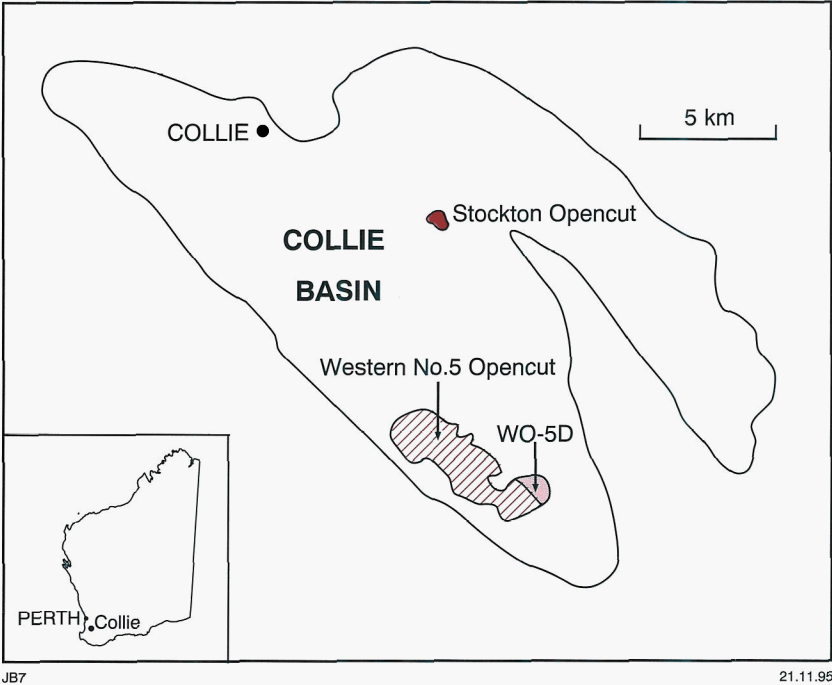 COLLIE
5 km
Stockton Opencut
COLLIE
BASIN
Western No.5 Opencut
WO-5D
PERTH
Collie
JB7
21.11.95